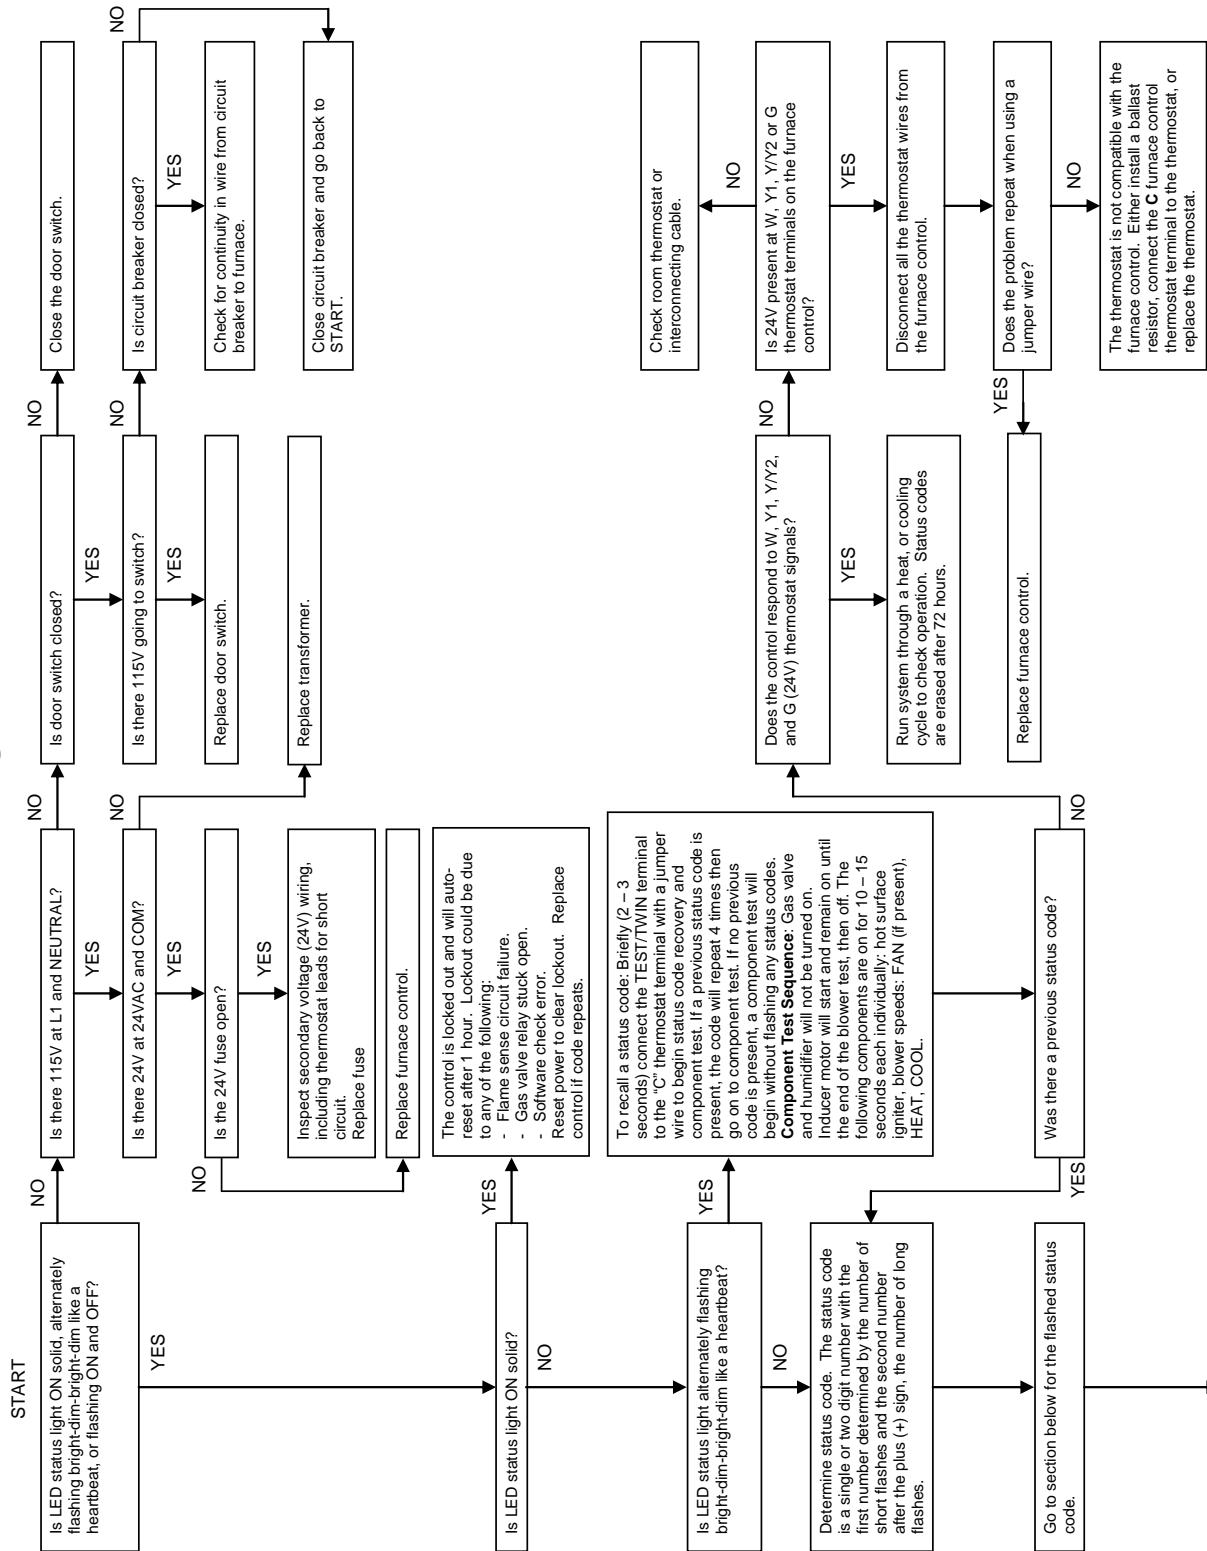 START
Is LED status light ON solid, alternately
flashing bright-dim-bright-dim like a
heartbeat, or flashing ON and OFF?
NO
YES
Is there 115V at L1 and NEUTRAL?
NO
YES
Is door switch closed?
NO
YES
Close the door switch.
Is there 24V at 24VAC and COM?
NO
YES
Is there 115V going to switch?
NO
YES
Is circuit breaker closed?
NO
YES
Is the 24V fuse open?
NO
YES
Replace door switch.
Check for continuity in wire from circuit
breaker to furnace.
Inspect secondary voltage (24V) wiring,
including thermostat leads for short
circuit.
Replace fuse
Replace transformer.
Close circuit breaker and go back to
START.
Replace furnace control.
Is LED status light ON solid?
YES
NO
The control is locked out and will auto-
reset after 1 hour.  Lockout could be due
to any of the following:
- Flame sense circuit failure.
- Gas valve relay stuck open.
- Software check error.
Reset power to clear lockout.  Replace
control if code repeats.
Is LED status light alternately flashing
bright-dim-bright-dim like a heartbeat?
YES
NO
To recall a status code: Briefly (2 – 3
seconds) connect the TEST/TWIN terminal
to the “C” thermostat terminal with a jumper
wire to begin status code recovery and
component test. If a previous status code is
present, the code will repeat 4 times then
go on to component test. If no previous
code is present, a component test will
begin without flashing any status codes.
Component Test Sequence: Gas valve
and humidifier will not be turned on.
Inducer motor will start and remain on until
the end of the blower test, then off. The
following components are on for 10 – 15
seconds each individually: hot surface
igniter, blower speeds: FAN (if present),
HEAT, COOL.
Determine status code.  The status code
is a single or two digit number with the
first number determined by the number of
short flashes and the second number
after the plus (+) sign, the number of long
flashes.
Was there a previous status code?
YES
NO
Go to section below for the flashed status
code.
Does the control respond to W, Y1, Y/Y2,
and G (24V) thermostat signals?
NO
YES
Run system through a heat, or cooling
cycle to check operation.  Status codes
are erased after 72 hours.
Check room thermostat or
interconnecting cable.
NO
Is 24V present at W, Y1, Y/Y2 or G
thermostat terminals on the furnace
control?
YES
Disconnect all the thermostat wires from
the furnace control.
Does the problem repeat when using a
jumper wire?
YES
NO
Replace furnace control.
The thermostat is not compatible with the
furnace control.  Either install a ballast
resistor, connect the C furnace control
thermostat terminal to the thermostat, or
replace the thermostat.